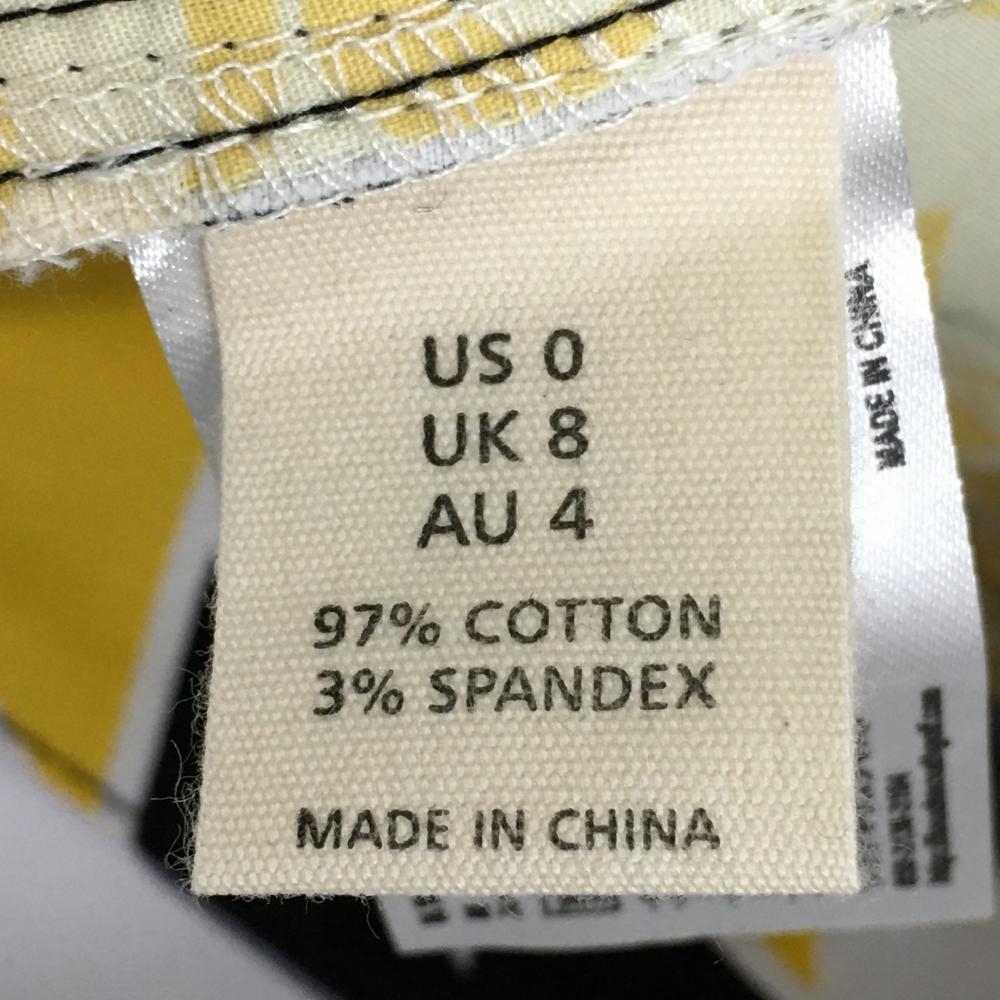 US 0
UK 8
AU 4
97% COTTON
3% SPANDEX
MADE IN CHINA
MADE IN CHINA